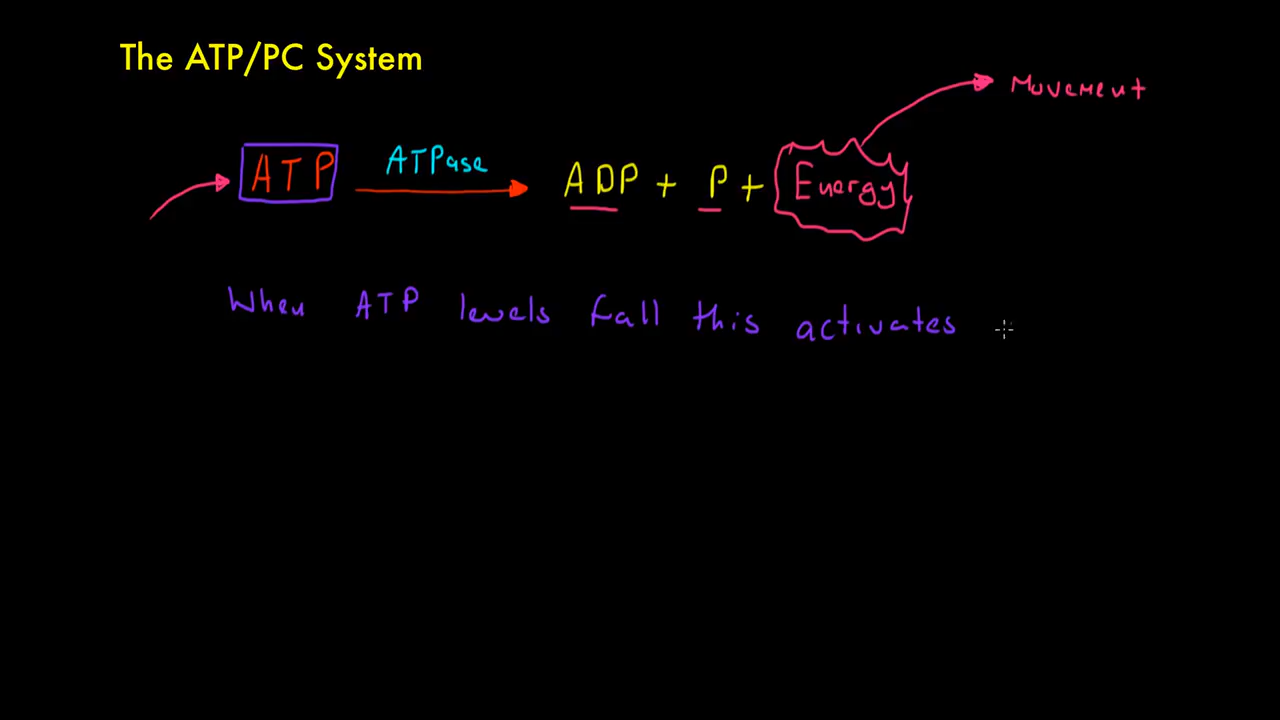 The ATP/PC System
Movement
ATP ATPase ADP + P + Energy
When ATP levels fall this activates